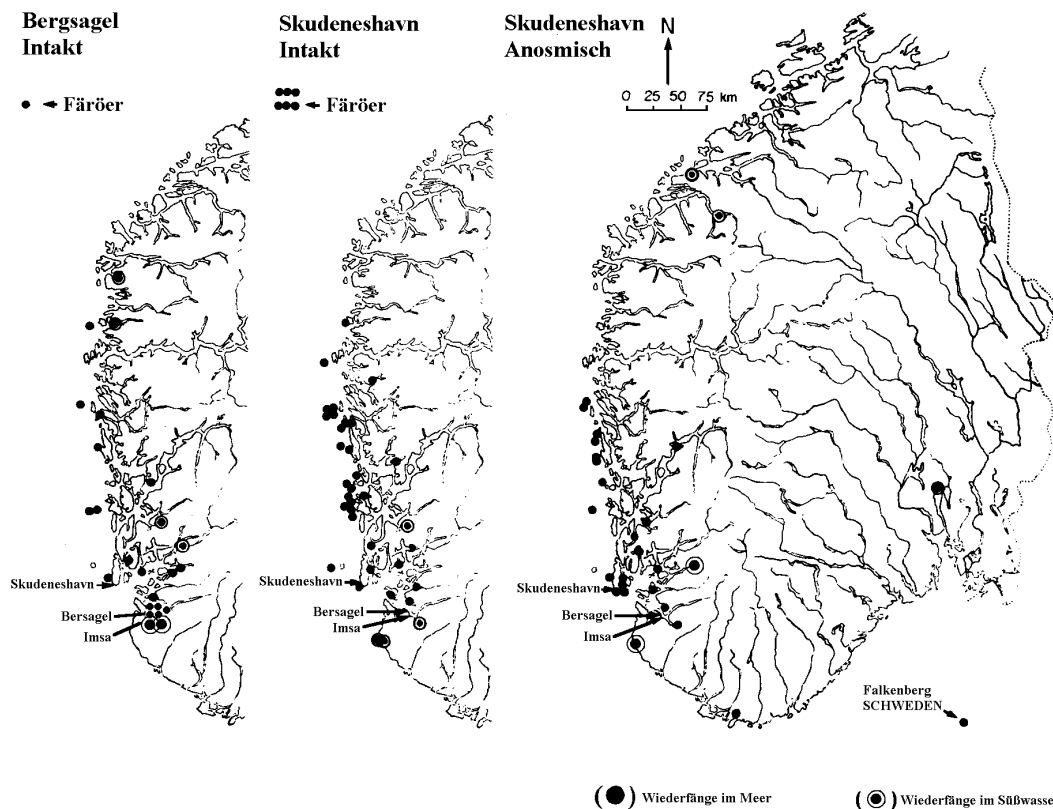 Bergsagel
Intakt
Färöer
Skudeneshavn
Bersagel
Imsa
Skudeneshavn
Intakt
Färöer
Skudeneshavn
Bersagel
Imsa
Skudeneshavn
Anosmisch
N
0 25 50 75 km
Skudeneshavn
Bersagel
Imsa
Falkenberg
SCHWEDEN
( ) Wiederfänge im Meer
( ) Wiederfänge im Süßwasse